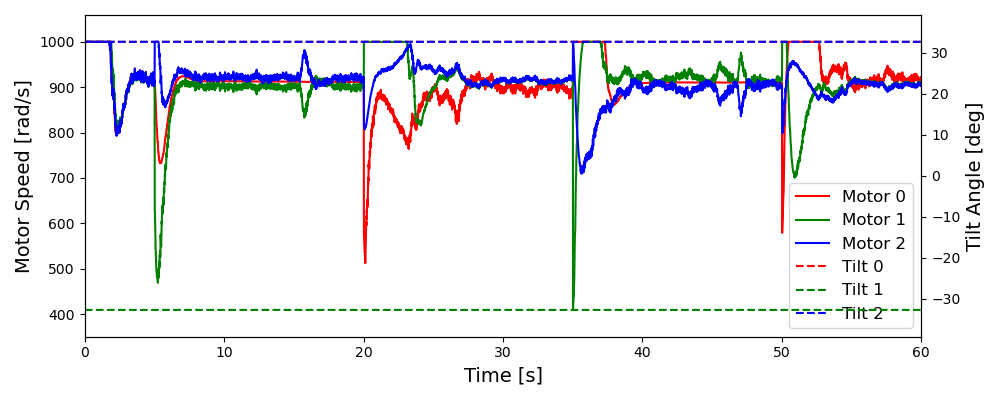 1000
900
800
700
600
500
400
Motor Speed [rad/s]
30
20
10
0
−10
−20
−30
Tilt Angle [deg]
Motor 0
Motor 1
Motor 2
Tilt 0
Tilt 1
Tilt 2
0 10 20 30 40 50 60
Time [s]